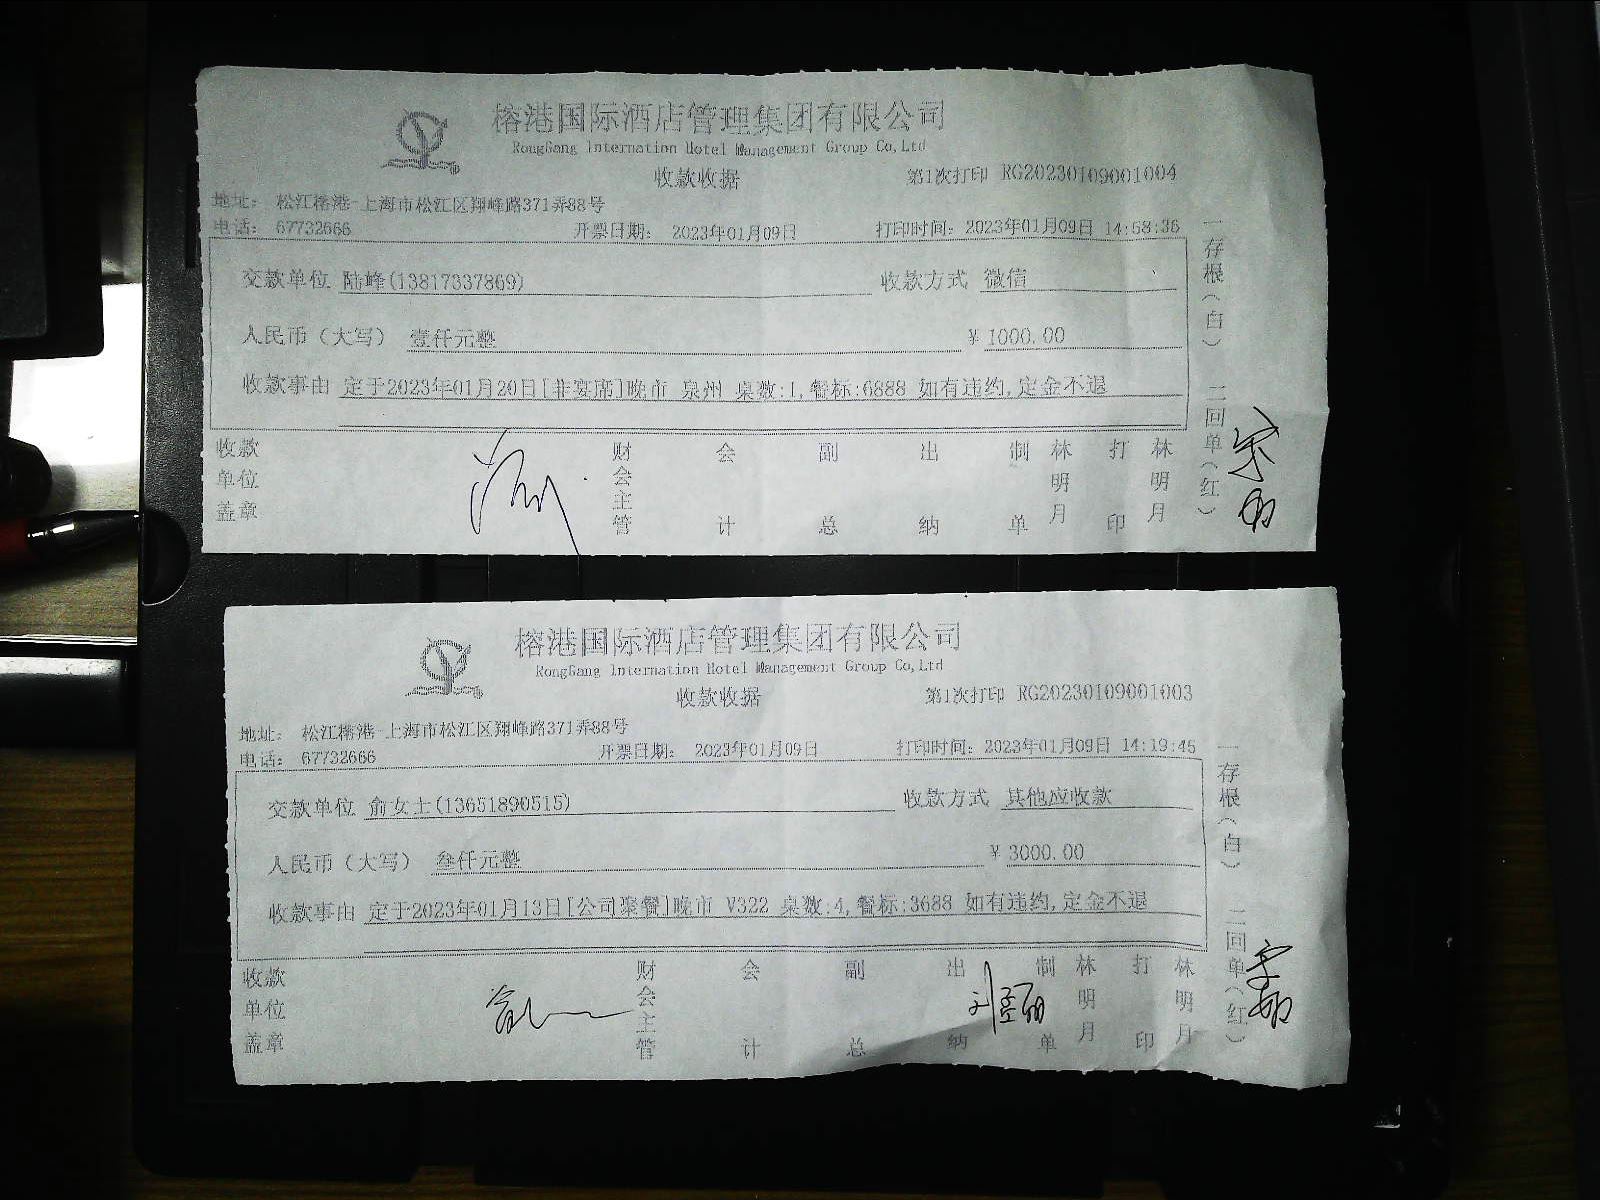 榕港国际酒店管理集团有限公司
RongGang Internation Hotel Management Group Co,Ltd
收款收据 第1次打印 RG20230109001004
地址： 松江榕港-上海市松江区翔峰路371弄88号
电话： 67732666 开票日期： 2023年01月09日 打印时间：2023年01月09日 14:58:36
交款单位 陆峰(13817337869) 收款方式 微信
人民币（大写） 壹仟元整 ￥1000.00
收款事由 定于2023年01月20日[非宴席]晚市 泉州 桌数:1,餐标:6888 如有违约,定金不退
收款单位盖章 财会主管 会计 副总 出纳 制单 林明月 打印 林明月
一存根（白） 二回单（红）
榕港国际酒店管理集团有限公司
RongGang Internation Hotel Management Group Co,Ltd
收款收据 第1次打印 RG20230109001003
地址： 松江榕港-上海市松江区翔峰路371弄88号
电话： 67732666 开票日期： 2023年01月09日 打印时间：2023年01月09日 14:19:45
交款单位 俞女士(13651890515) 收款方式 其他应收款
人民币（大写） 叁仟元整 ￥3000.00
收款事由 定于2023年01月13日[公司聚餐]晚市 V322 桌数:4,餐标:3688 如有违约,定金不退
收款单位盖章 财会主管 会计 副总 出纳 制单 林明月 打印 林明月
一存根（白） 二回单（红）